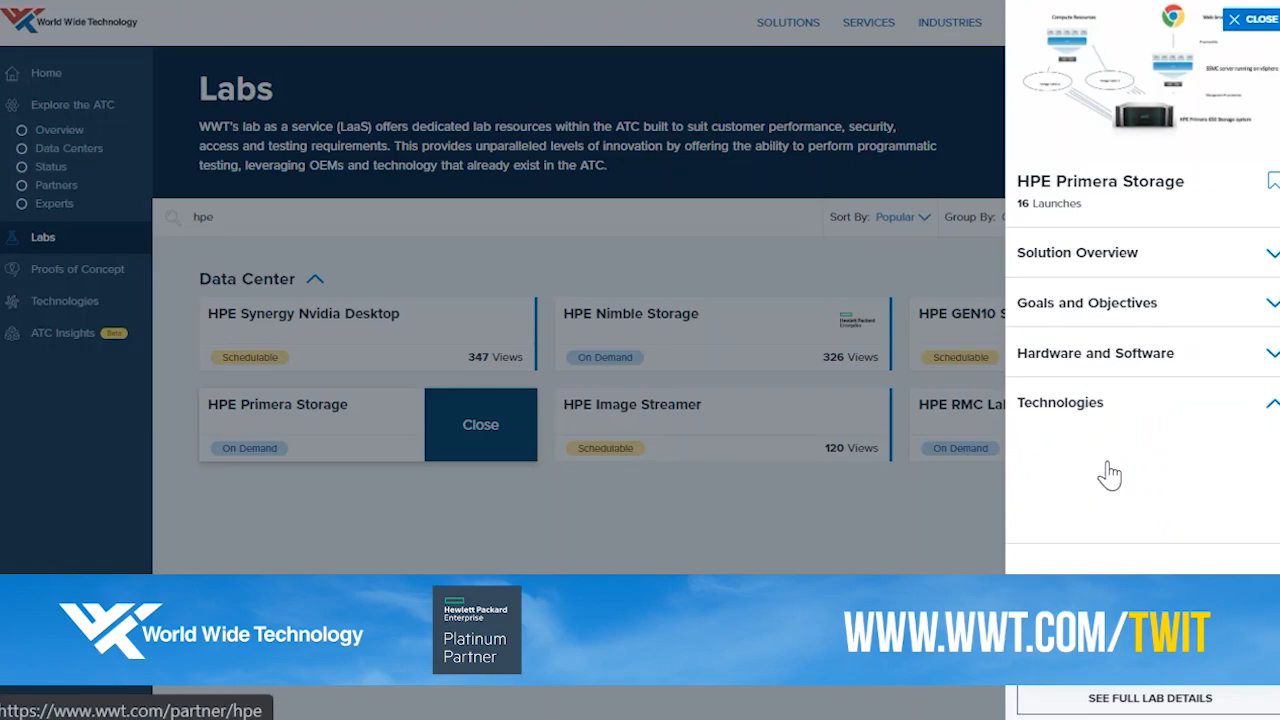 World Wide Technology
SOLUTIONS
SERVICES
INDUSTRIES
Home
Explore the ATC
Overview
Data Centers
Status
Partners
Experts
Labs
Proofs of Concept
Technologies
ATC Insights
Beta
Labs
WWT's lab as a service (LaaS) offers dedicated lab
within the ATC built to suit customer performance, security,
access and testing requirements. This provides unparalleled levels of innovation by offering the ability to perform programmatic
testing, leveraging OEMs and technology that already exist in the ATC.
hpe
Sort By: Popular
Group By:
Data Center
HPE Synergy Nvidia Desktop
Schedulable
347 Views
HPE Nimble Storage
Hewlett Packard
Enterprise
On Demand
326 Views
HPE GEN10 S
Schedulable
HPE Primera Storage
On Demand
Close
HPE Image Streamer
Schedulable
120 Views
HPE RMC La
On Demand
Compute Resources
CLOSE
HPE Primera Storage
16 Launches
Solution Overview
Goals and Objectives
Hardware and Software
Technologies
SEE FULL LAB DETAILS
World Wide Technology
Hewlett Packard
Enterprise
Platinum
Partner
WWW.WWT.COM/TWIT
https://www.wwt.com/partner/hpe